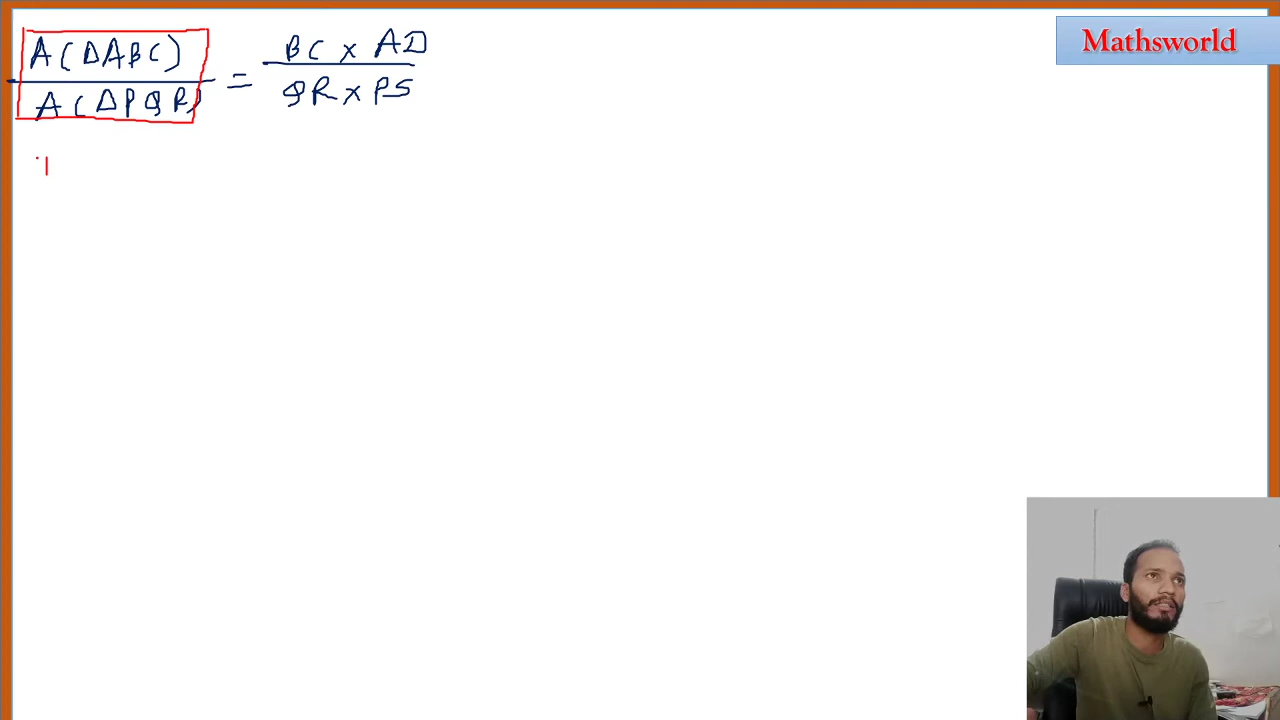 A(ΔABC) / A(ΔPQR) = BC × AD / QR × PS
Mathsworld